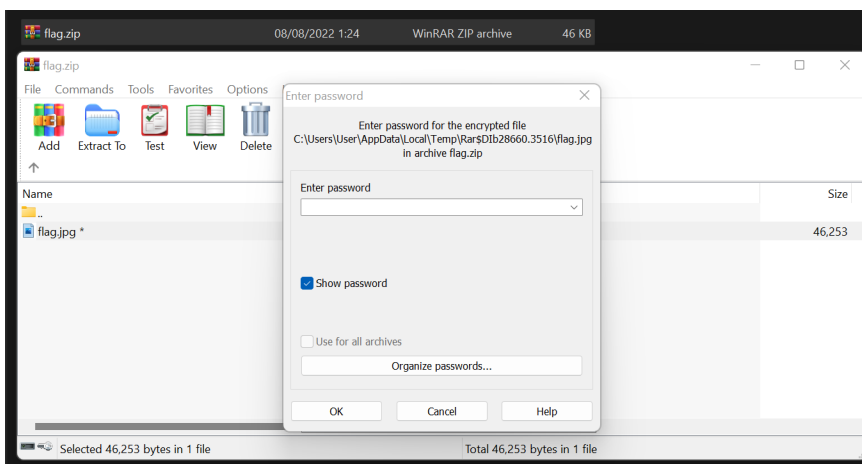 flag.zip 08/08/2022 1:24 WinRAR ZIP archive 46 KB
flag.zip
File Commands Tools Favorites Options
Add Extract To Test View Delete
Enter password
Enter password for the encrypted file
C:\Users\User\AppData\Local\Temp\Rar$DIb28660.3516\flag.jpg
in archive flag.zip
Enter password
Show password
Use for all archives
Organize passwords...
OK Cancel Help
Name Size
..
flag.jpg * 46,253
Selected 46,253 bytes in 1 file Total 46,253 bytes in 1 file